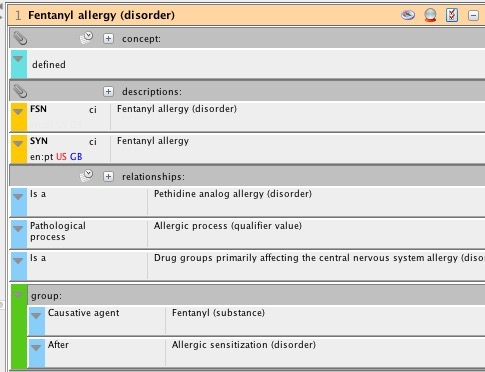 1 Fentanyl allergy (disorder)
concept:
defined
descriptions:
FSN ci Fentanyl allergy (disorder)
SYN ci Fentanyl allergy
en:pt US GB
relationships:
Is a Pethidine analog allergy (disorder)
Pathological Allergic process (qualifier value)
process
Is a Drug groups primarily affecting the central nervous system allergy (diso
group:
Causative agent Fentanyl (substance)
After Allergic sensitization (disorder)